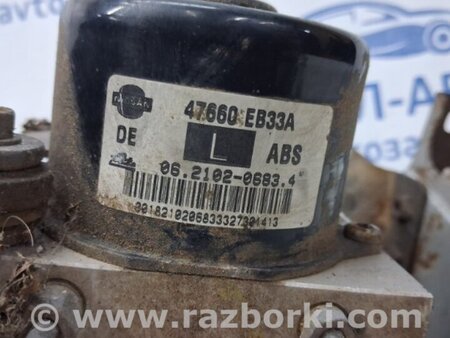 NISSAN
47660 EB33A
DE L ABS
06.2102-0683.4
www.razborki.com